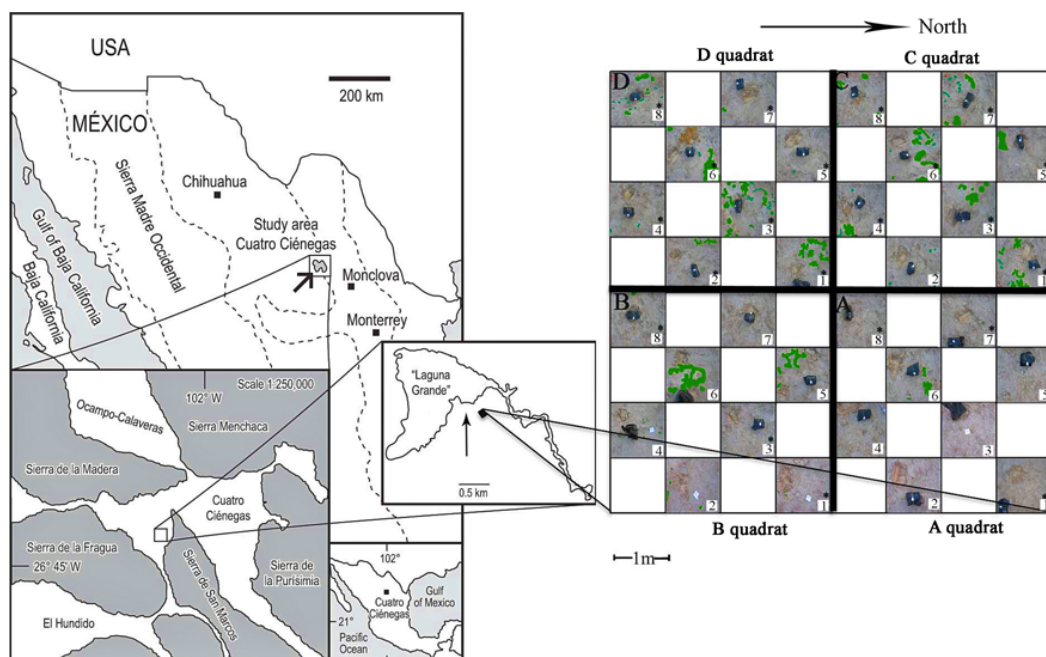 USA
200 km
MÉXICO
Chihuahua
Sierra Madre Occidental
Study area
Cuatro Ciénegas
Monclova
Monterrey
Gulf of Baja California
Baja California
102° W
Scale 1:250,000
Ocampo-Calaveras
Sierra Menchaca
Sierra de la Madera
Cuatro
Ciénegas
Sierra de la Fragua
26° 45' W
Sierra de San Marcos
Sierra de
la Purísimia
El Hundido
"Laguna
Grande"
0.5 km
102°
Cuatro
Ciénegas
Gulf
of Mexico
21°
Pacific
Ocean
North
D quadrat
C quadrat
D
8
7
6
5
4
3
2
1
C
8
7
6
5
4
3
2
1
B
8
7
6
5
4
3
2
1
A
8
7
6
5
4
3
2
1
B quadrat
A quadrat
1m